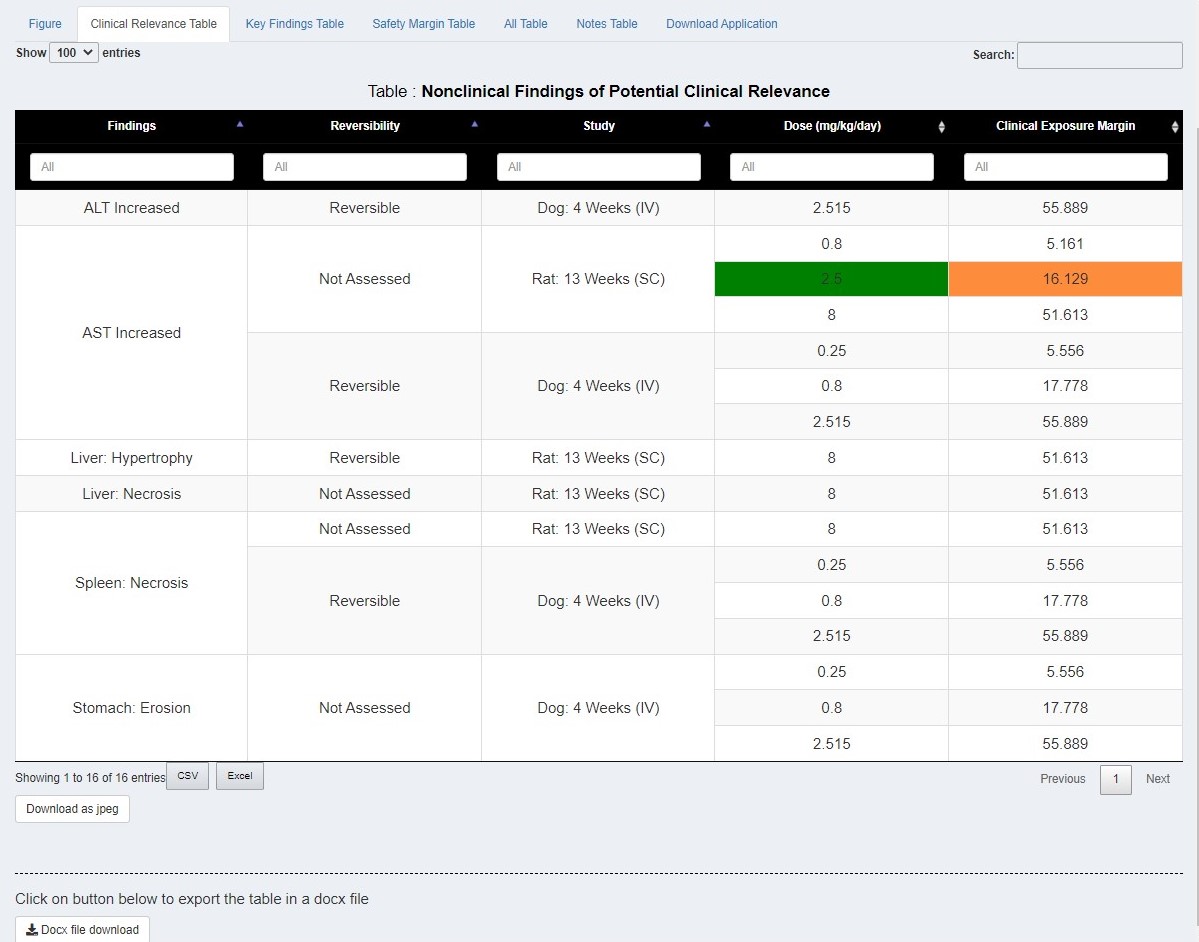 Figure Clinical Relevance Table Key Findings Table Safety Margin Table All Table Notes Table Download Application
Show 100 entries Search:
Table : Nonclinical Findings of Potential Clinical Relevance
Findings Reversibility Study Dose (mg/kg/day) Clinical Exposure Margin
All All All All All
ALT Increased Reversible Dog: 4 Weeks (IV) 2.515 55.889
0.8 5.161
Not Assessed Rat: 13 Weeks (SC) 2.5 16.129
8 51.613
AST Increased
0.25 5.556
Reversible Dog: 4 Weeks (IV) 0.8 17.778
2.515 55.889
Liver: Hypertrophy Reversible Rat: 13 Weeks (SC) 8 51.613
Liver: Necrosis Not Assessed Rat: 13 Weeks (SC) 8 51.613
Not Assessed Rat: 13 Weeks (SC) 8 51.613
0.25 5.556
Spleen: Necrosis
Reversible Dog: 4 Weeks (IV) 0.8 17.778
2.515 55.889
0.25 5.556
Stomach: Erosion Not Assessed Dog: 4 Weeks (IV) 0.8 17.778
2.515 55.889
Showing 1 to 16 of 16 entries CSV Excel Previous 1 Next
Download as jpeg
Click on button below to export the table in a docx file
Docx file download